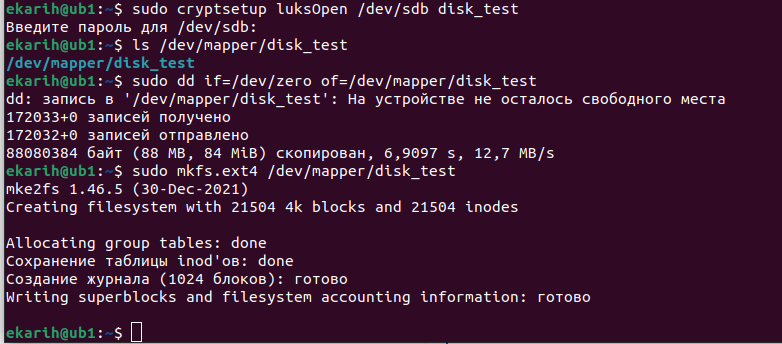 ekarih@ub1:~$ sudo cryptsetup luksOpen /dev/sdb disk_test
Введите пароль для /dev/sdb:
ekarih@ub1:~$ ls /dev/mapper/disk_test
/dev/mapper/disk_test
ekarih@ub1:~$ sudo dd if=/dev/zero of=/dev/mapper/disk_test
dd: запись в '/dev/mapper/disk_test': На устройстве не осталось свободного места
172033+0 записей получено
172032+0 записей отправлено
88080384 байт (88 MB, 84 MiB) скопирован, 6,9097 s, 12,7 MB/s
ekarih@ub1:~$ sudo mkfs.ext4 /dev/mapper/disk_test
mke2fs 1.46.5 (30-Dec-2021)
Creating filesystem with 21504 4k blocks and 21504 inodes
Allocating group tables: done
Сохранение таблицы inod'ов: done
Создание журнала (1024 блоков): готово
Writing superblocks and filesystem accounting information: готово
ekarih@ub1:~$